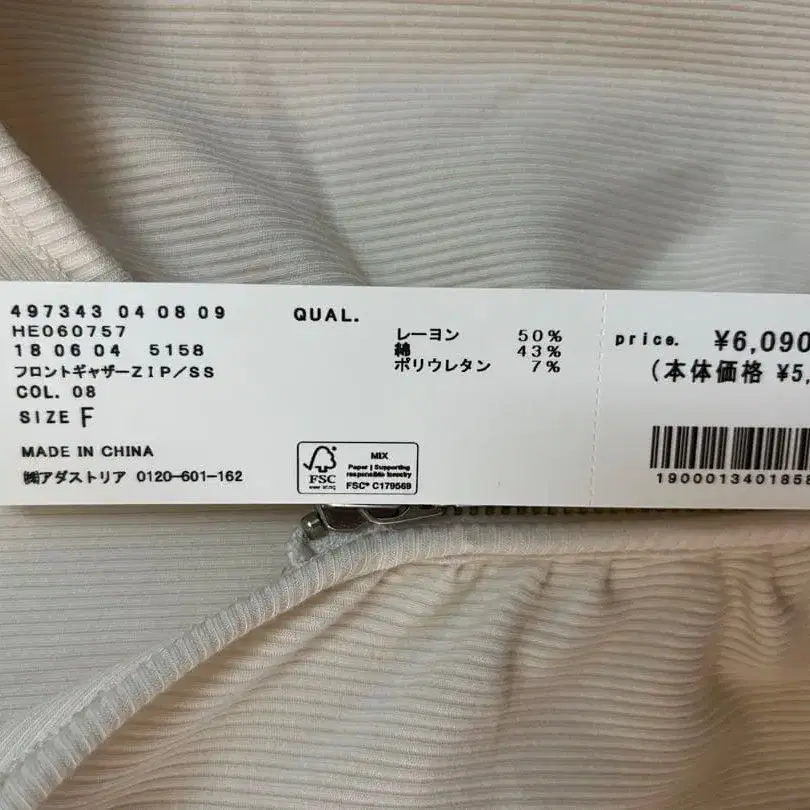 497343 04 08 09
HE060757
18 06 04 5158
フロントギャザーZIP/SS
COL. 08
SIZE F
MADE IN CHINA
㈱アダストリア 0120-601-162
QUAL.
レーヨン 50%
綿 43%
ポリウレタン 7%
MIX
Paper | Supporting
responsible forestry
FSC® C179569
FSC
price. ¥6,090
(本体価格 ¥5,
1900013401858